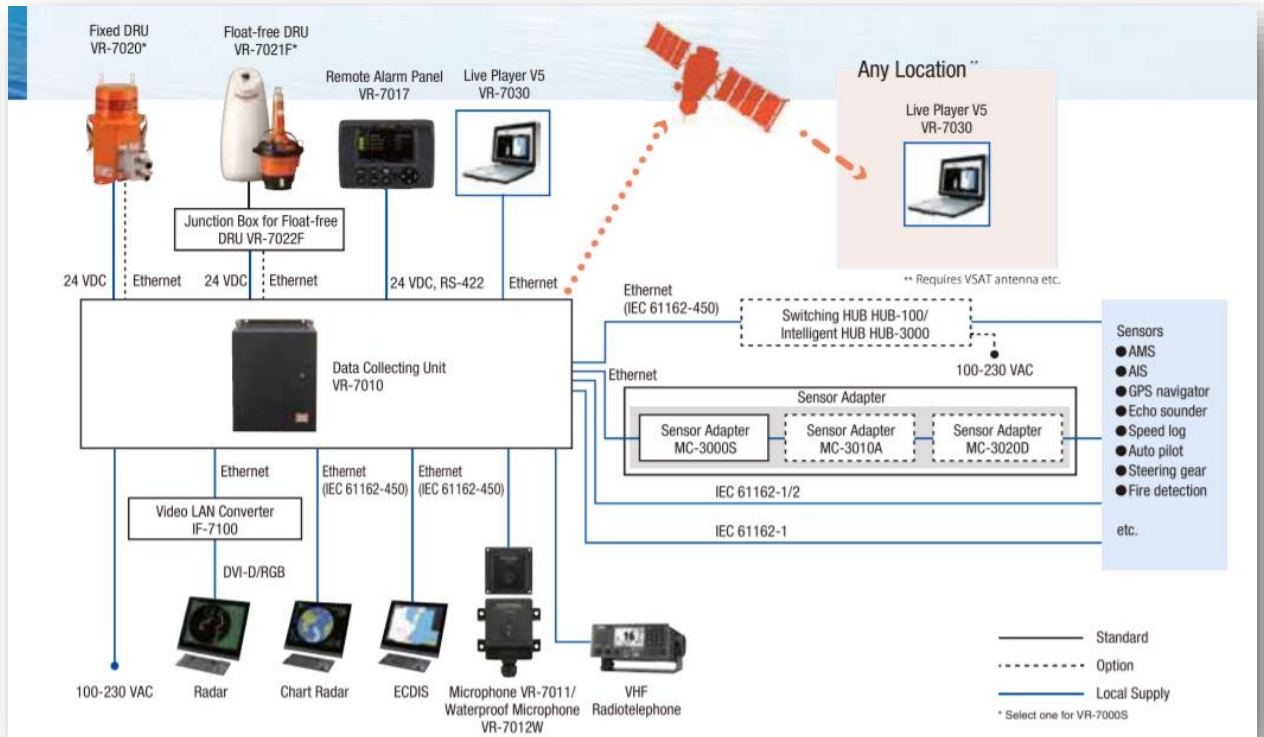 Fixed DRU
VR-7020*
Float-free DRU
VR-7021F*
Remote Alarm Panel
VR-7017
Live Player V5
VR-7030
Any Location**
Live Player V5
VR-7030
** Requires VSAT antenna etc.
Junction Box for Float-free
DRU VR-7022F
24 VDC
Ethernet
24 VDC
Ethernet
24 VDC, RS-422
Ethernet
Data Collecting Unit
VR-7010
Ethernet
(IEC 61162-450)
Switching HUB HUB-100/
Intelligent HUB HUB-3000
100-230 VAC
Ethernet
Sensor Adapter
Sensor Adapter
MC-3000S
Sensor Adapter
MC-3010A
Sensor Adapter
MC-3020D
IEC 61162-1/2
IEC 61162-1
Sensors
●AMS
●AIS
●GPS navigator
●Echo sounder
●Speed log
●Auto pilot
●Steering gear
●Fire detection
etc.
Ethernet
Ethernet
(IEC 61162-450)
Ethernet
(IEC 61162-450)
Video LAN Converter
IF-7100
DVI-D/RGB
16
100-230 VAC
Radar
Chart Radar
ECDIS
Microphone VR-7011/
Waterproof Microphone
VR-7012W
VHF
Radiotelephone
Standard
Option
Local Supply
* Select one for VR-7000S